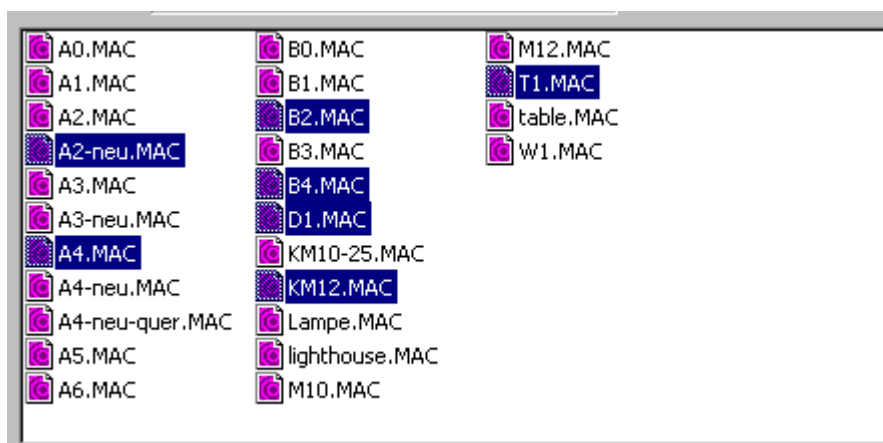 A0.MAC
A1.MAC
A2.MAC
A2-neu.MAC
A3.MAC
A3-neu.MAC
A4.MAC
A4-neu.MAC
A4-neu-quer.MAC
A5.MAC
A6.MAC
B0.MAC
B1.MAC
B2.MAC
B3.MAC
B4.MAC
D1.MAC
KM10-25.MAC
KM12.MAC
Lampe.MAC
lighthouse.MAC
M10.MAC
M12.MAC
T1.MAC
table.MAC
W1.MAC